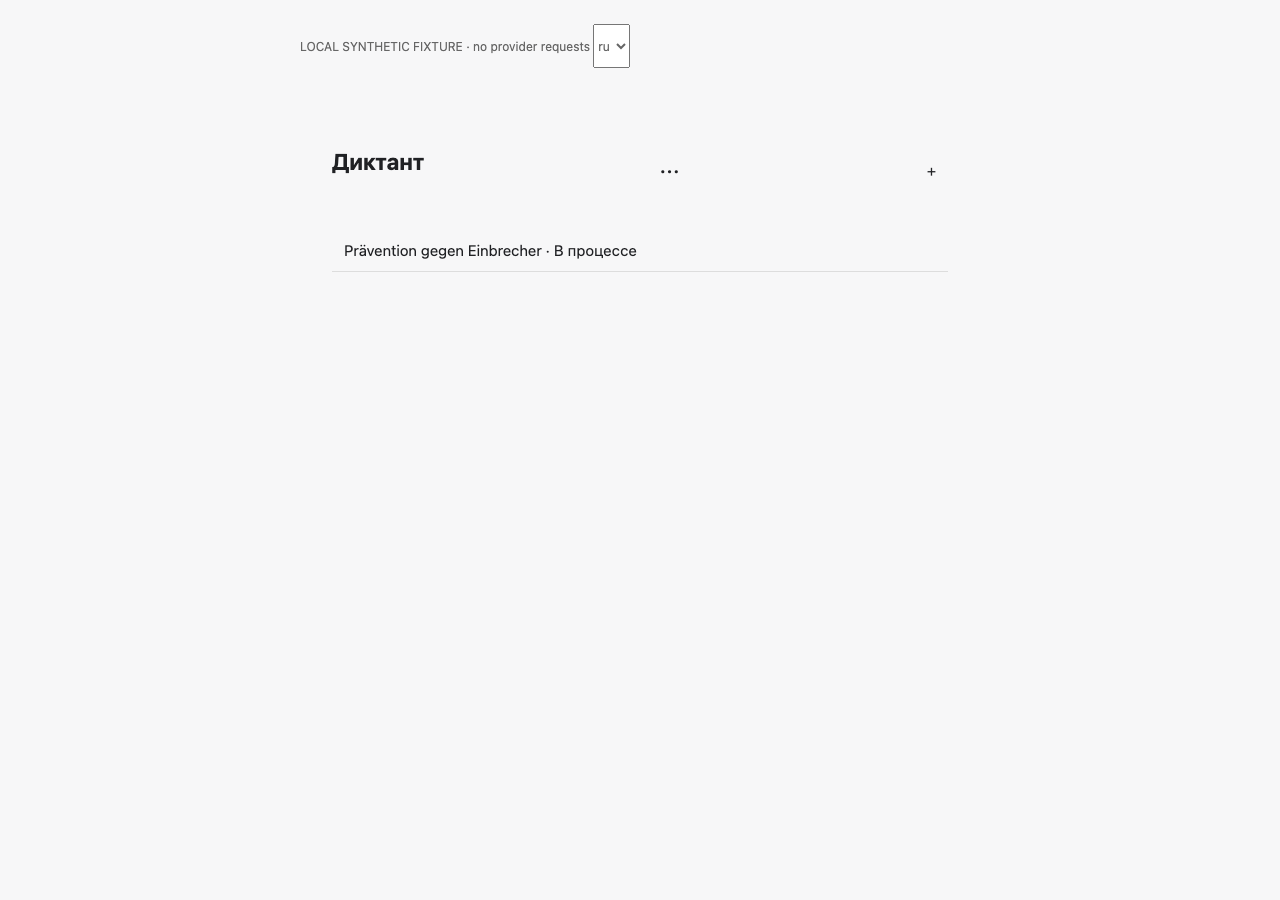 LOCAL SYNTHETIC FIXTURE · no provider requests ru
Диктант ... +
Prävention gegen Einbrecher · В процессе